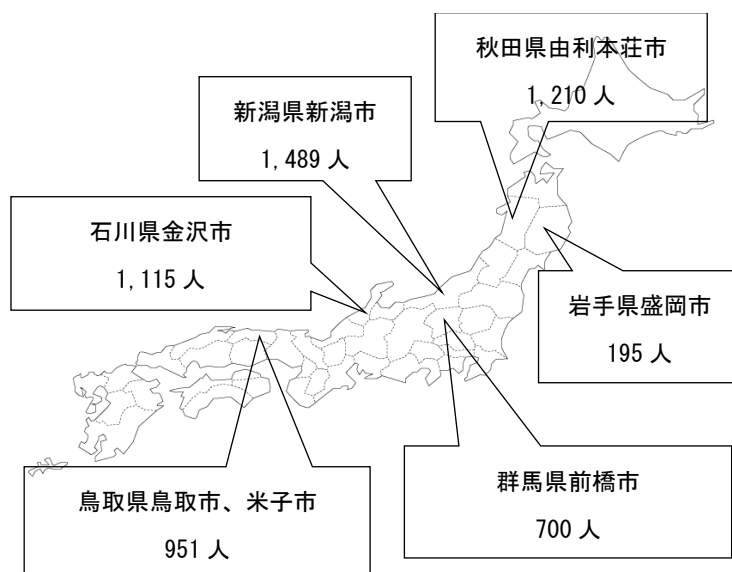 秋田県由利本荘市
1,210 人
新潟県新潟市
1,489 人
石川県金沢市
1,115 人
岩手県盛岡市
195 人
群馬県前橋市
700 人
鳥取県鳥取市、米子市
951 人